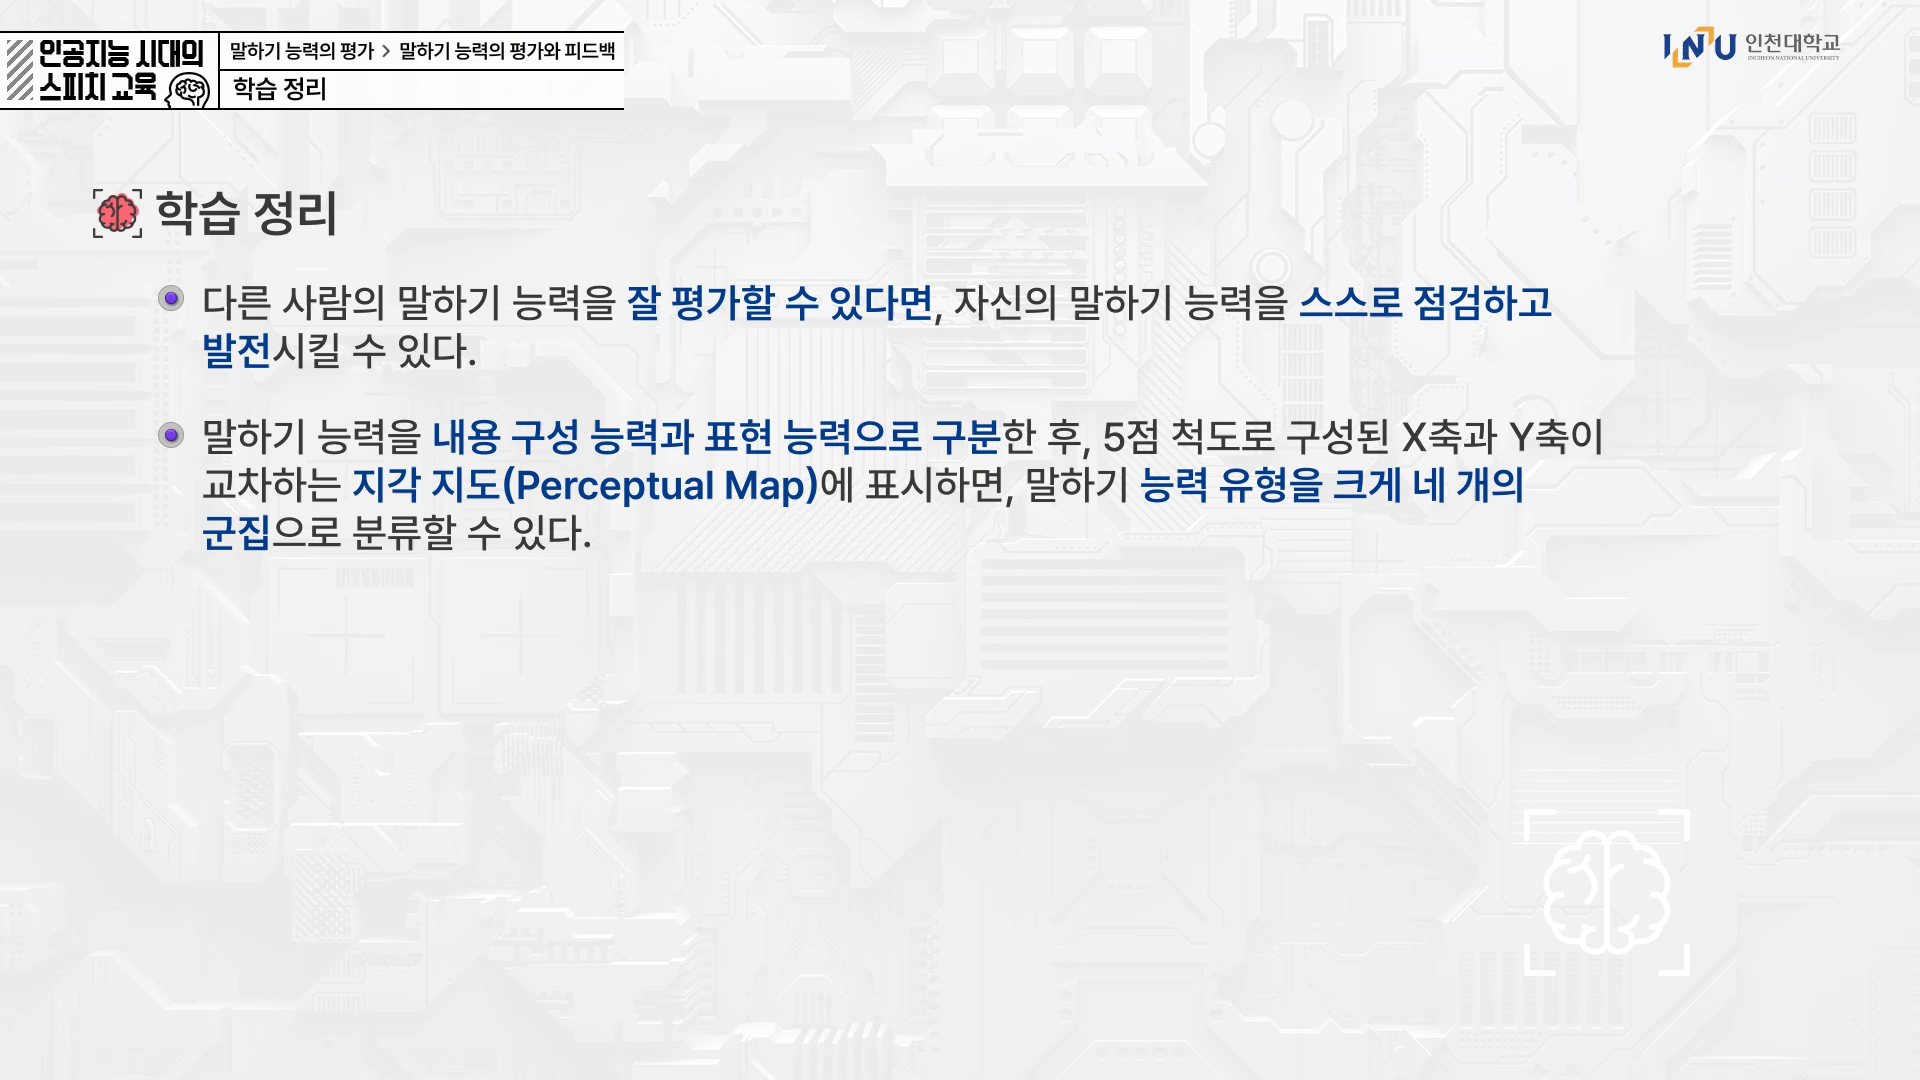 인공지능 시대의
스피치 교육
말하기 능력의 평가 > 말하기 능력의 평가와 피드백
학습 정리
INU 인천대학교
INCHEON NATIONAL UNIVERSITY
학습 정리
다른 사람의 말하기 능력을 잘 평가할 수 있다면, 자신의 말하기 능력을 스스로 점검하고
발전시킬 수 있다.
말하기 능력을 내용 구성 능력과 표현 능력으로 구분한 후, 5점 척도로 구성된 X축과 Y축이
교차하는 지각 지도(Perceptual Map)에 표시하면, 말하기 능력 유형을 크게 네 개의
군집으로 분류할 수 있다.